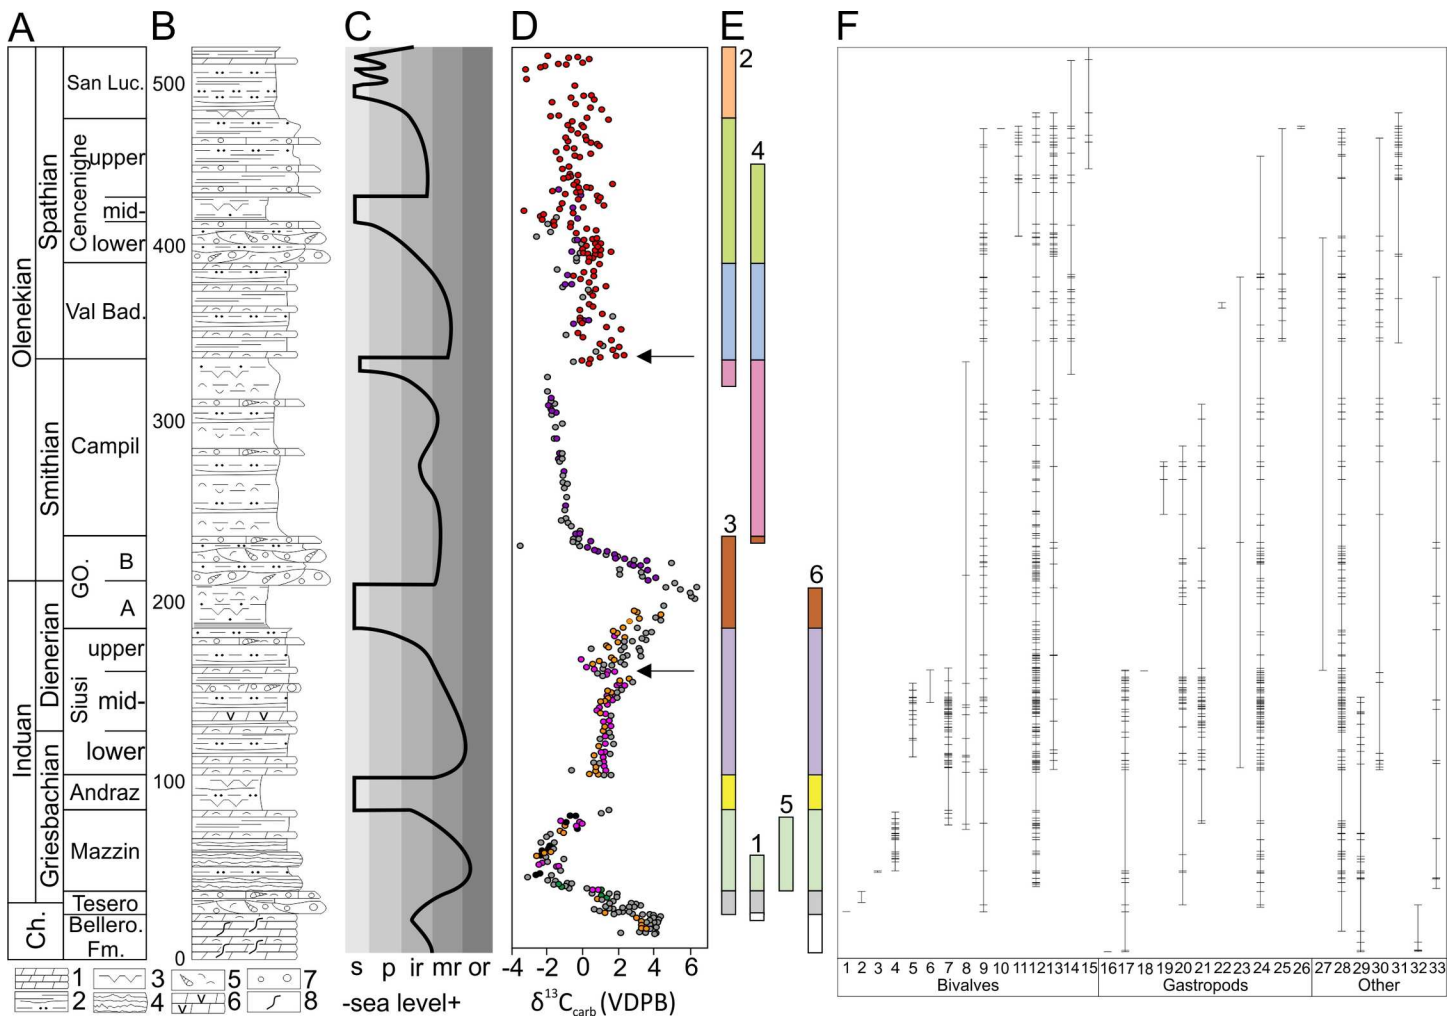 A B C D E F
Olenekian
Induan
Ch.
Spathian
Smithian
Dienerian
Griesbachian
San Luc.
Cencenighe
upper
mid-
lower
Val Bad.
Campil
GO.
B
A
Siusi
upper
mid-
lower
Andraz
Mazzin
Tesero
Bellero.
Fm.
500
400
300
200
100
0
2
4
3
6
5
1
s p ir mr or
-sea level+
-4 -2 0 2 4 6
δ13Ccarb (VDPB)
1 2 3 4 5 6 7 8 9 10 11 12 13 14 15 16 17 18 19 20 21 22 23 24 25 26 27 28 29 30 31 32 33
Bivalves Gastropods Other
1 3 5 7
2 4 6 8